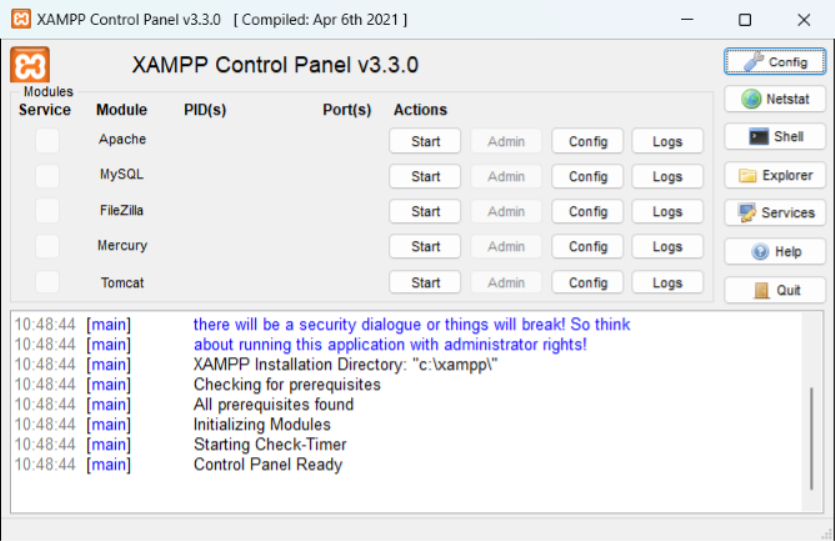 XAMPP Control Panel v3.3.0 [ Compiled: Apr 6th 2021 ]
XAMPP Control Panel v3.3.0
Config
Modules
Netstat
Service Module PID(s) Port(s) Actions
Apache Start Admin Config Logs
Shell
MySQL Start Admin Config Logs
Explorer
FileZilla Start Admin Config Logs
Services
Mercury Start Admin Config Logs
Help
Tomcat Start Admin Config Logs
Quit
10:48:44 [main] there will be a security dialogue or things will break! So think
10:48:44 [main] about running this application with administrator rights!
10:48:44 [main] XAMPP Installation Directory: "c:\xampp\"
10:48:44 [main] Checking for prerequisites
10:48:44 [main] All prerequisites found
10:48:44 [main] Initializing Modules
10:48:44 [main] Starting Check-Timer
10:48:44 [main] Control Panel Ready